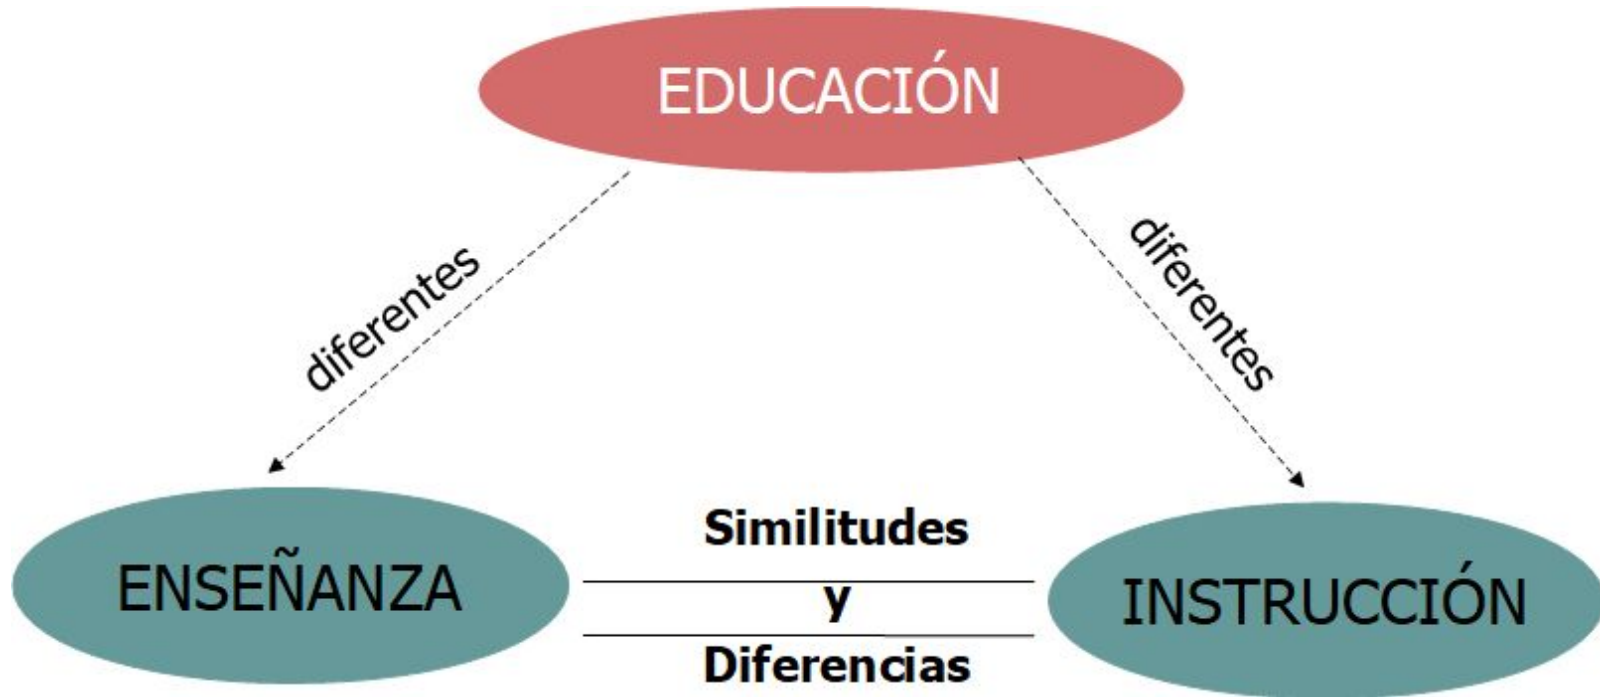 EDUCACIÓN
diferentes
diferentes
Similitudes
ENSEÑANZA
y
INSTRUCCIÓN
Diferencias